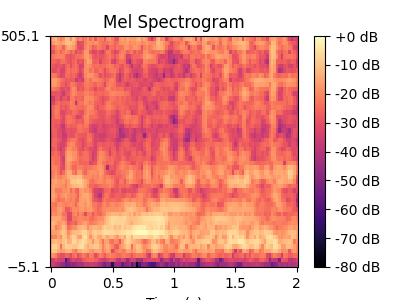 Mel Spectrogram
505.1
-5.1
0
0.5
1
1.5
2
+0 dB
-10 dB
-20 dB
-30 dB
-40 dB
-50 dB
-60 dB
-70 dB
-80 dB